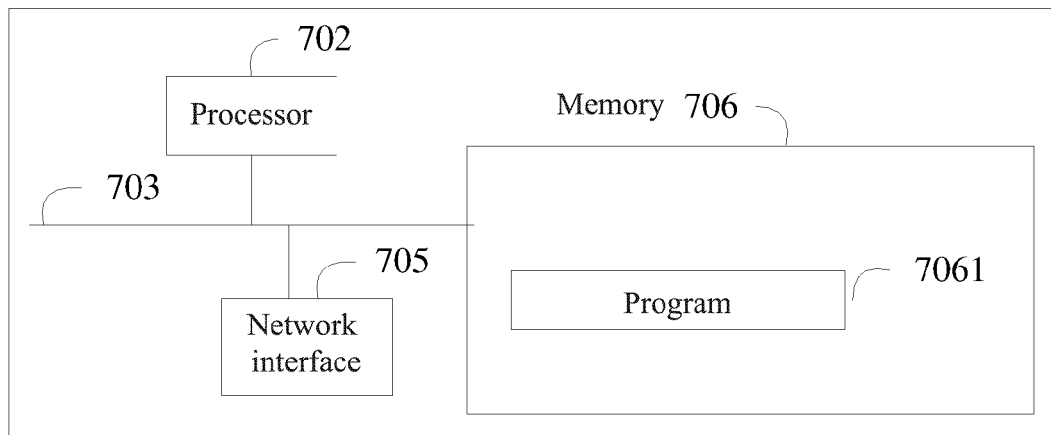 702
Processor
Memory 706
703
705
7061
Program
Network
interface